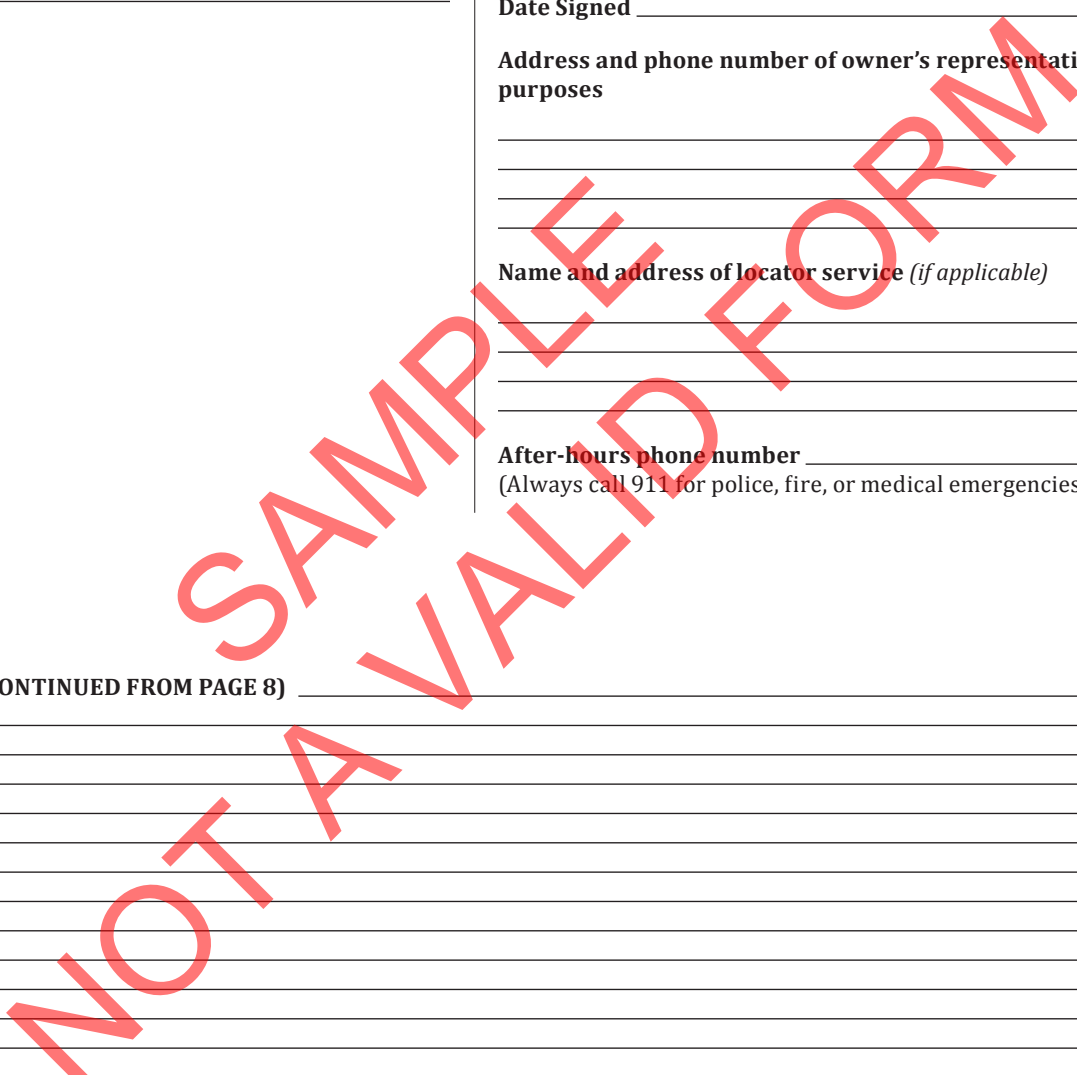 Date Signed
Address and phone number of owner’s representati
purposes
Name and address of locator service (if applicable)
After-hours phone number
(Always call 911 for police, fire, or medical emergencies
ONTINUED FROM PAGE 8)
SAMPLE
NOT A VALID FORM